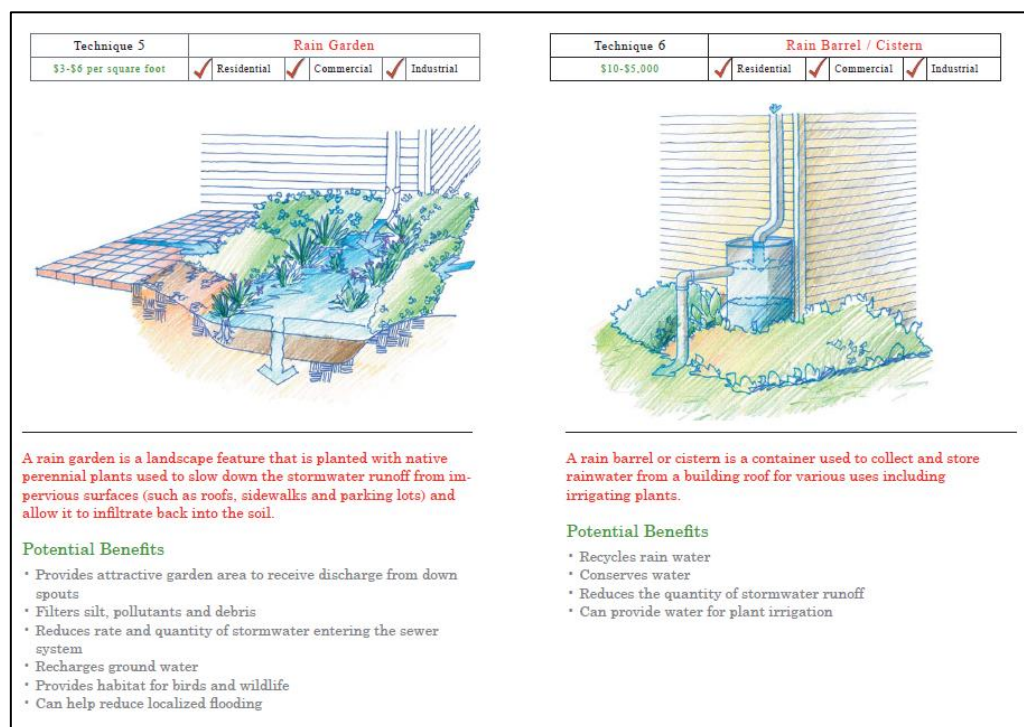 Technique 5
Rain Garden
$3-$6 per square foot
Residential
Commercial
Industrial
A rain garden is a landscape feature that is planted with native
perennial plants used to slow down the stormwater runoff from im-
pervious surfaces (such as roofs, sidewalks and parking lots) and
allow it to infiltrate back into the soil.
Potential Benefits
• Provides attractive garden area to receive discharge from down
spouts
• Filters silt, pollutants and debris
• Reduces rate and quantity of stormwater entering the sewer
system
• Recharges ground water
• Provides habitat for birds and wildlife
• Can help reduce localized flooding
Technique 6
Rain Barrel / Cistern
$10-$5,000
Residential
Commercial
Industrial
A rain barrel or cistern is a container used to collect and store
rainwater from a building roof for various uses including
irrigating plants.
Potential Benefits
• Recycles rain water
• Conserves water
• Reduces the quantity of stormwater runoff
• Can provide water for plant irrigation